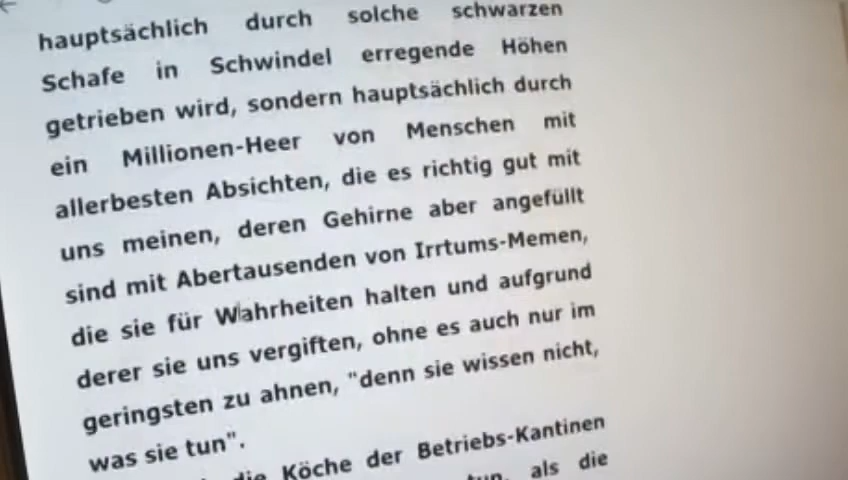 hauptsächlich durch solche schwarzen
Schafe in Schwindel erregende Höhen
getrieben wird, sondern hauptsächlich durch
ein Millionen-Heer von Menschen mit
allerbesten Absichten, die es richtig gut mit
uns meinen, deren Gehirne aber angefüllt
sind mit Abertausenden von Irrtums-Memen,
die sie für Wahrheiten halten und aufgrund
derer sie uns vergiften, ohne es auch nur im
geringsten zu ahnen, "denn sie wissen nicht,
was sie tun".
die Köche der Betriebs-Kantinen
tun, als die